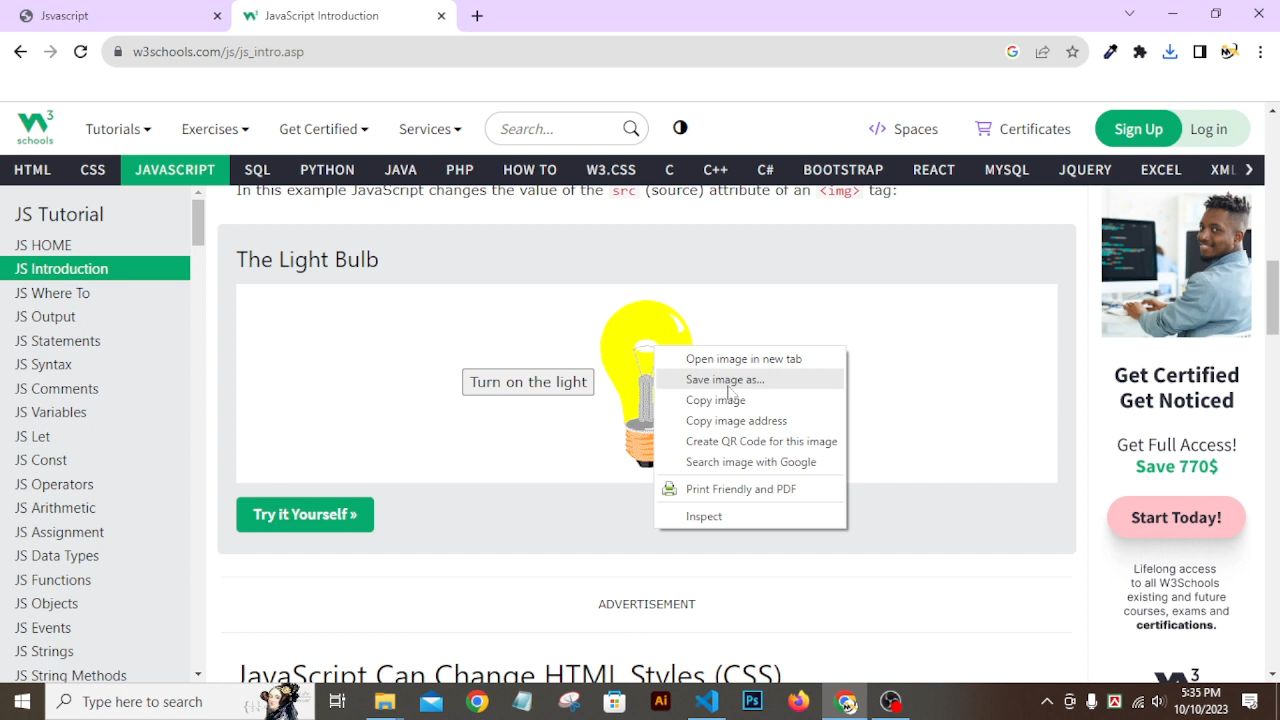 Jsvascript
JavaScript Introduction
w3schools.com/js/js_intro.asp
W3 schools
Tutorials
Exercises
Get Certified
Services
Search...
Spaces
Certificates
Sign Up
Log in
HTML CSS JAVASCRIPT SQL PYTHON JAVA PHP HOW TO W3.CSS C C++ C# BOOTSTRAP REACT MYSQL JQUERY EXCEL XML
JS Tutorial
JS HOME
JS Introduction
JS Where To
JS Output
JS Statements
JS Syntax
JS Comments
JS Variables
JS Let
JS Const
JS Operators
JS Arithmetic
JS Assignment
JS Data Types
JS Functions
JS Objects
JS Events
JS Strings
JS String Methods
In this example JavaScript changes the value of the src (source) attribute of an <img> tag:
The Light Bulb
Turn on the light
Open image in new tab
Save image as...
Copy image
Copy image address
Create QR Code for this image
Search image with Google
Print Friendly and PDF
Inspect
Try it Yourself »
ADVERTISEMENT
JavaScript Can Change HTML Styles (CSS)
Get Certified
Get Noticed
Get Full Access!
Save 770$
Start Today!
Lifelong access
to all W3Schools
existing and future
courses, exams and
certifications.
Type here to search
Ai
Ps
5:35 PM
10/10/2023